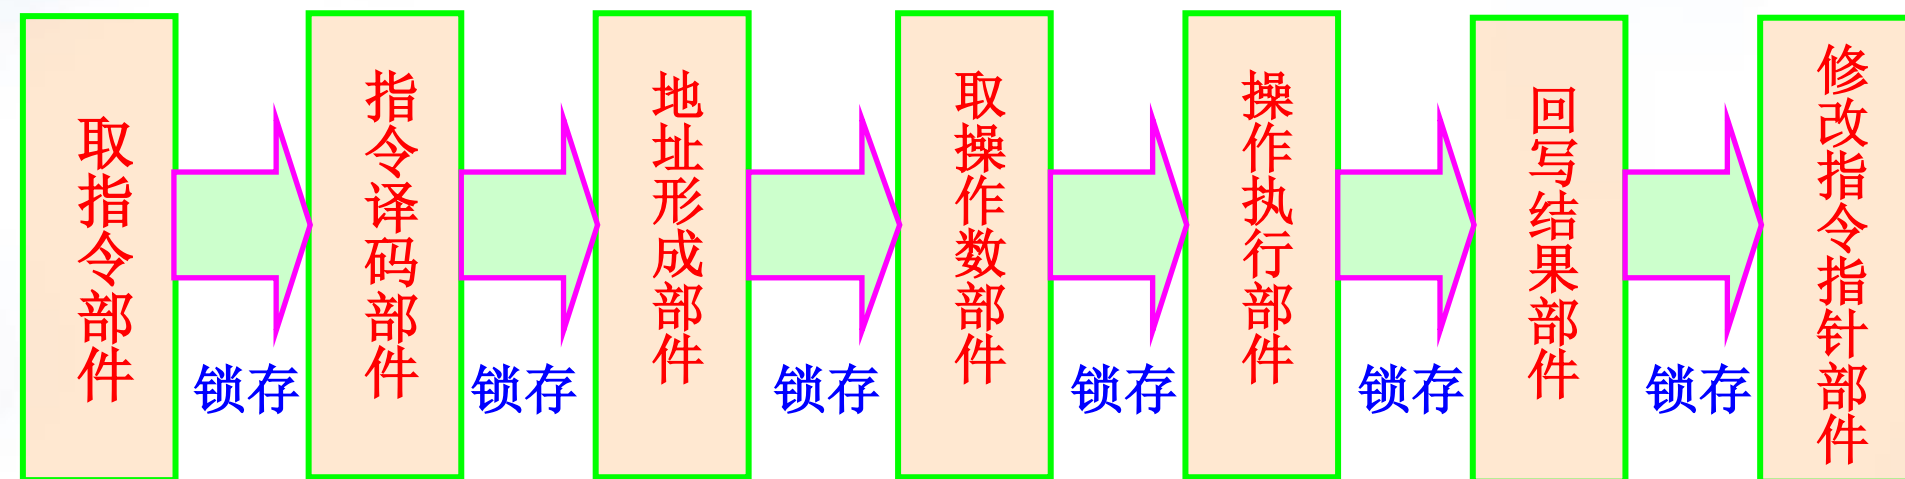 取指令部件
锁存
指令译码部件
锁存
地址形成部件
锁存
取操作数部件
锁存
操作执行部件
锁存
回写结果部件
锁存
修改指令指针部件